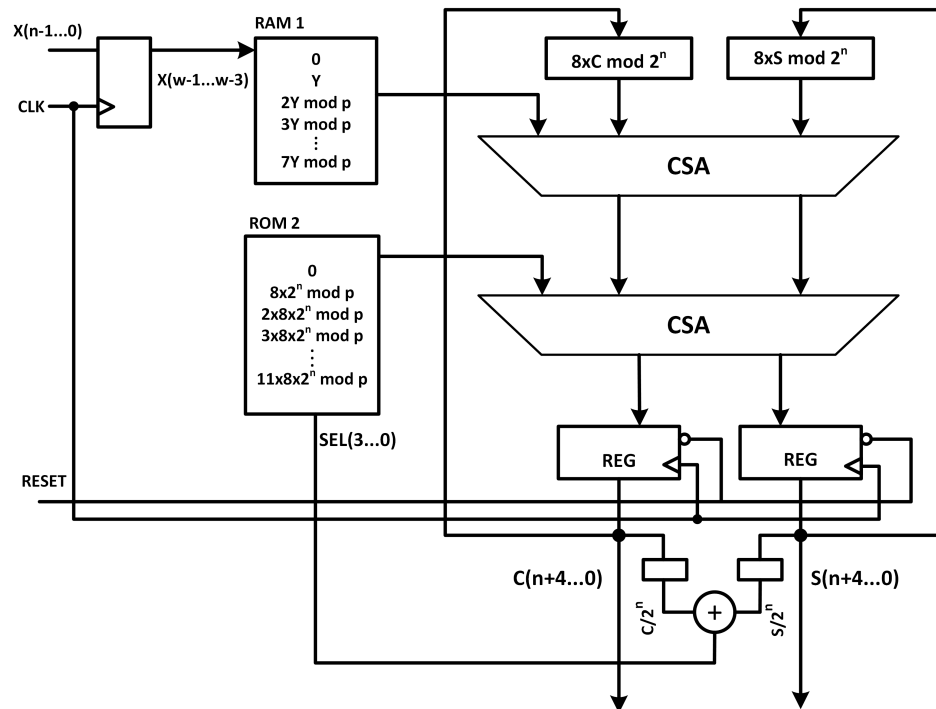 X(n-1...0)
CLK
X(w-1...w-3)
RAM 1
0
Y
2Y mod p
3Y mod p
⋮
7Y mod p
8xC mod 2ⁿ
8xS mod 2ⁿ
CSA
ROM 2
0
8x2ⁿ mod p
2x8x2ⁿ mod p
3x8x2ⁿ mod p
⋮
11x8x2ⁿ mod p
CSA
SEL(3...0)
REG
REG
RESET
C(n+4...0)
C/2ⁿ
+
S/2ⁿ
S(n+4...0)